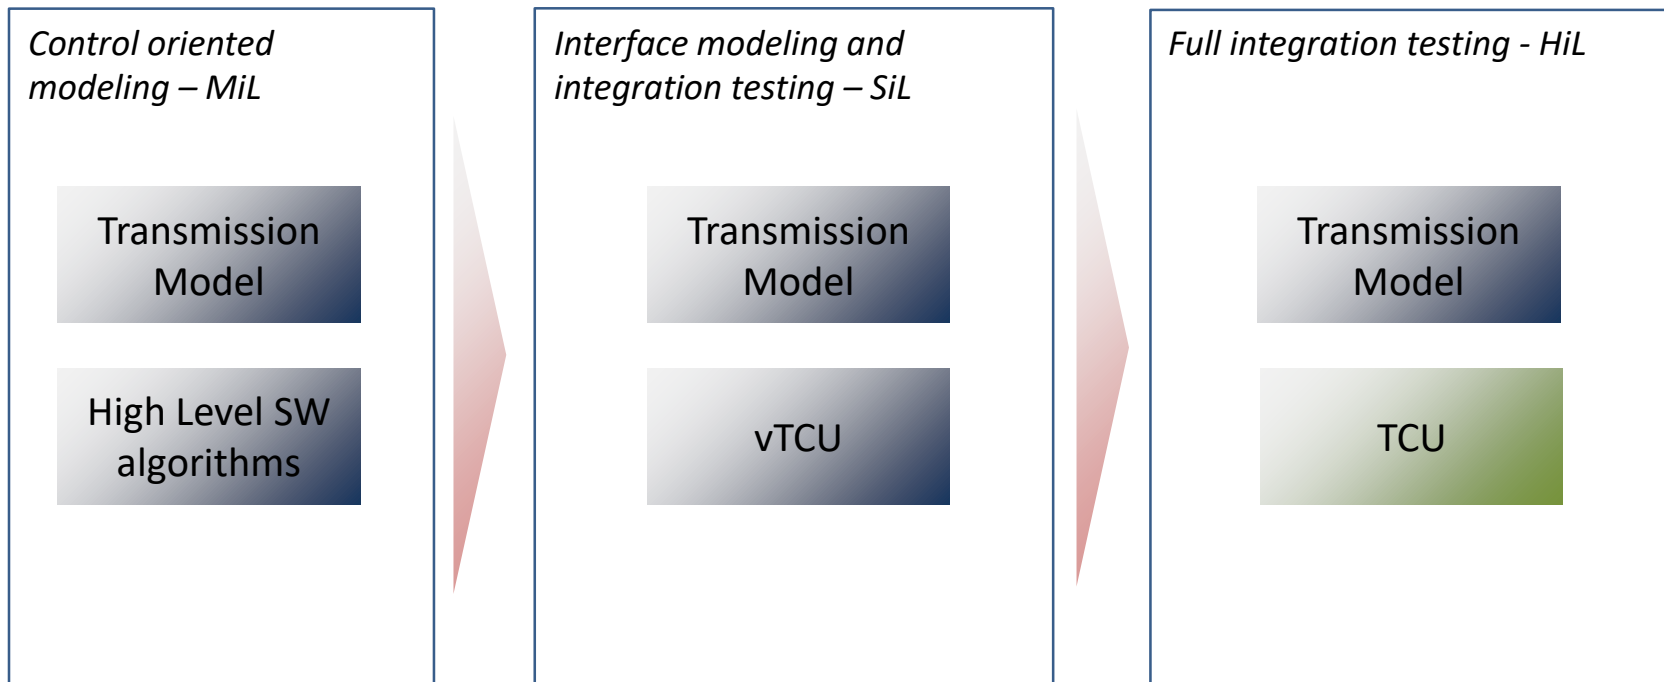 Control oriented
modeling – MiL
Transmission
Model
High Level SW
algorithms
Interface modeling and
integration testing – SiL
Transmission
Model
vTCU
Full integration testing - HiL
Transmission
Model
TCU